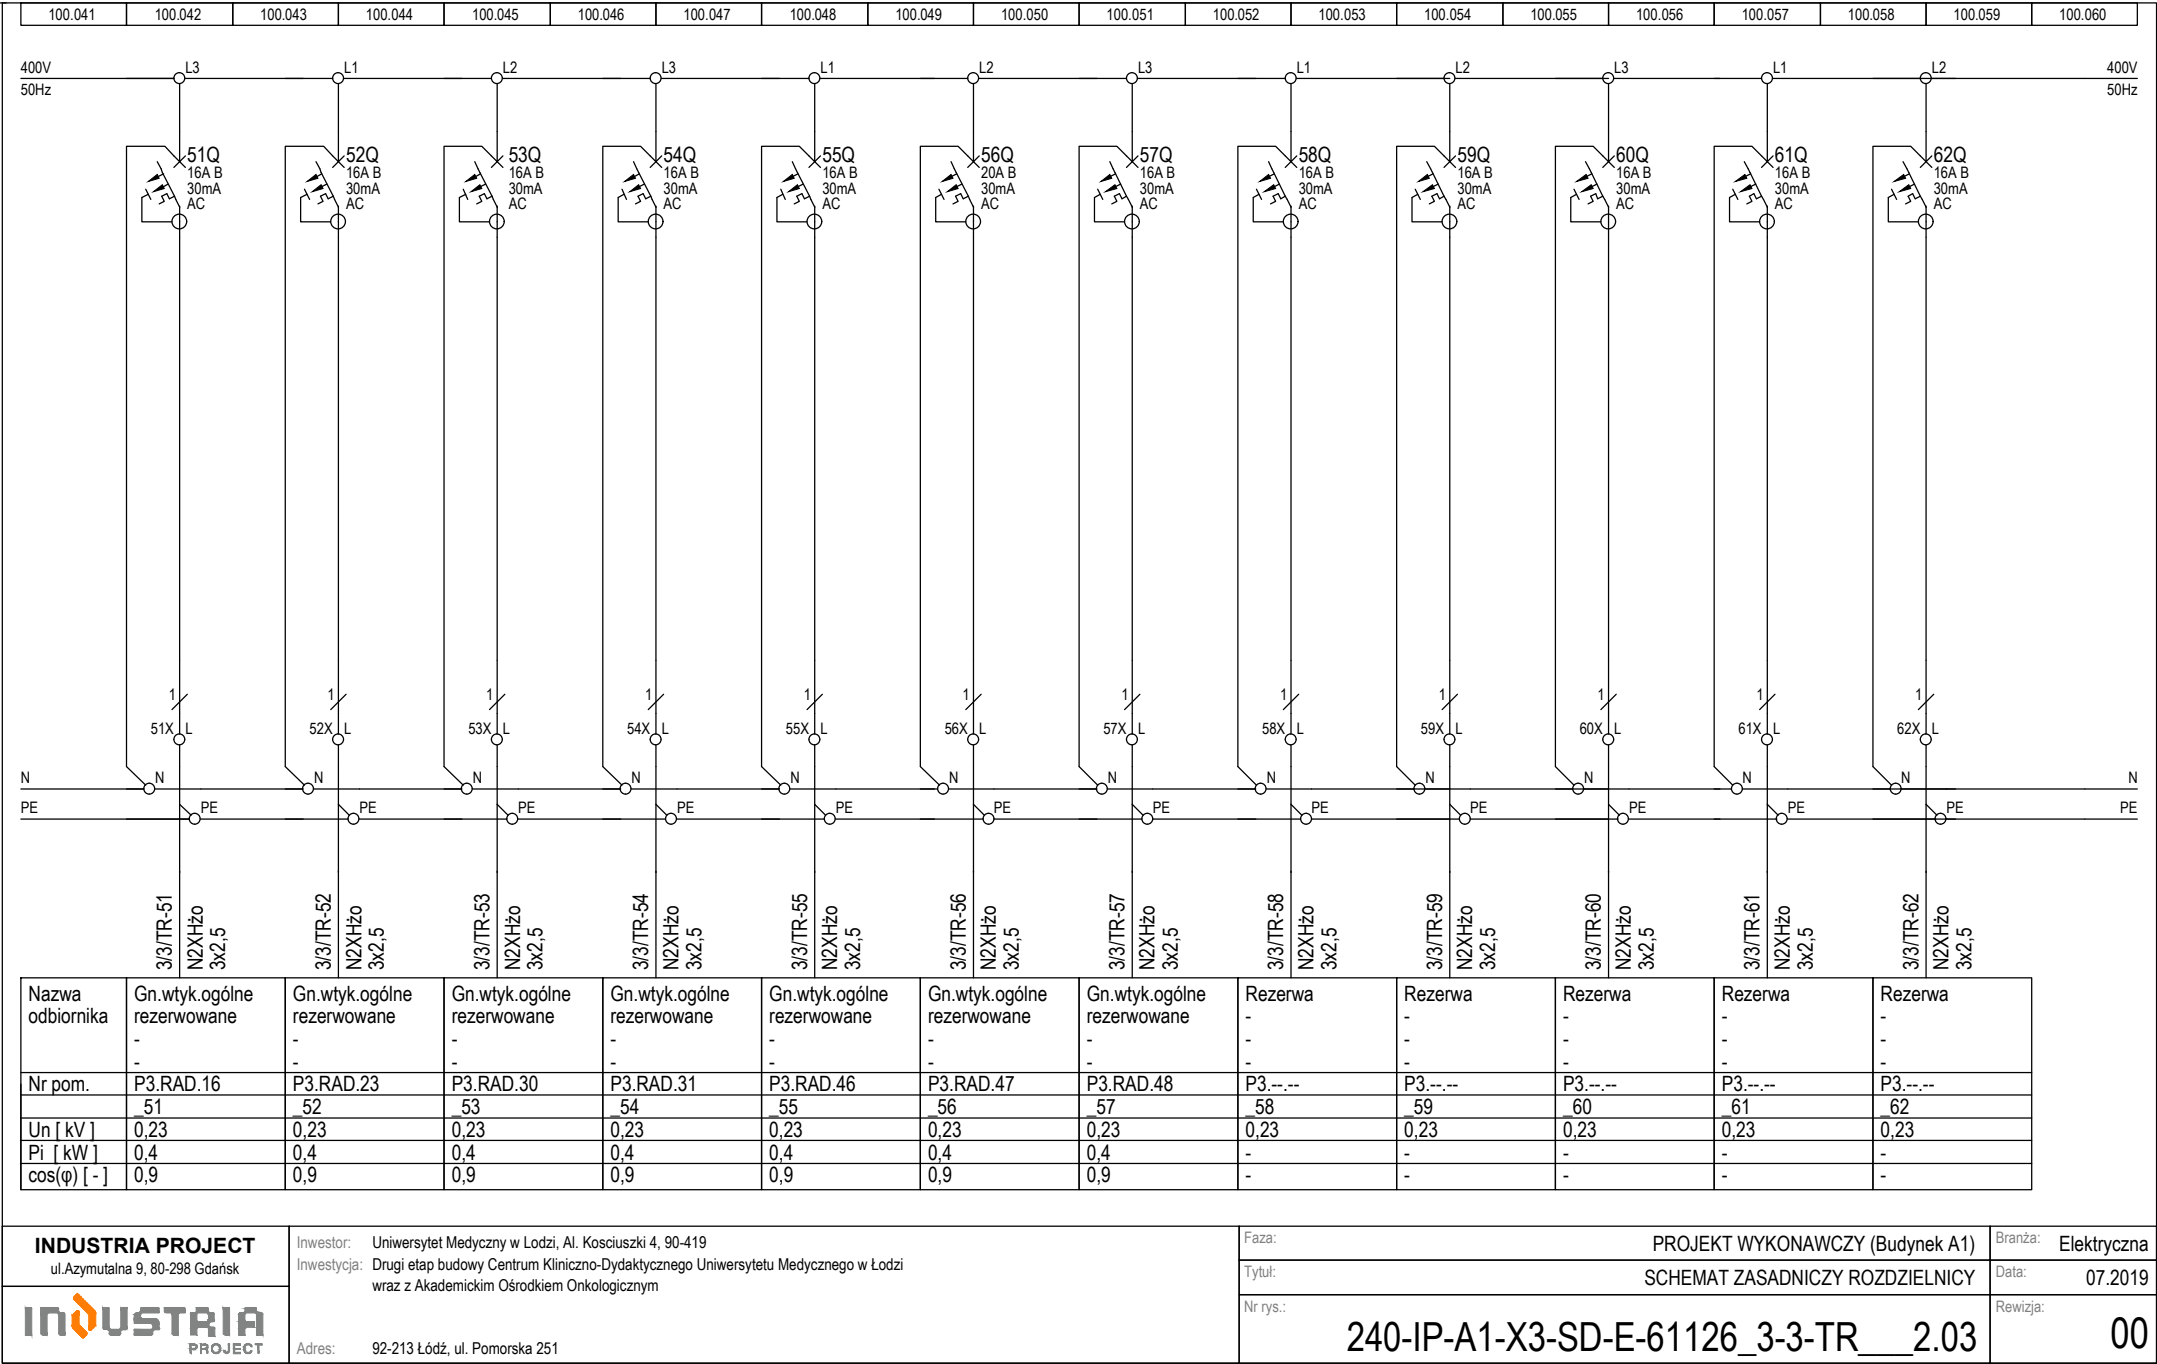 100.041 100.042 100.043 100.044 100.045 100.046 100.047 100.048 100.049 100.050 100.051 100.052 100.053 100.054 100.055 100.056 100.057 100.058 100.059 100.060
400V L3 L1 L2 L3 L1 L2 L3 L1 L2 L3 L1 L2 400V
50Hz 50Hz
51Q 52Q 53Q 54Q 55Q 56Q 57Q 58Q 59Q 60Q 61Q 62Q
16A B 16A B 16A B 16A B 16A B 20A B 16A B 16A B 16A B 16A B 16A B 16A B
30mA 30mA 30mA 30mA 30mA 30mA 30mA 30mA 30mA 30mA 30mA 30mA
AC AC AC AC AC AC AC AC AC AC AC AC
1 1 1 1 1 1 1 1 1 1 1 1
51X L 52X L 53X L 54X L 55X L 56X L 57X L 58X L 59X L 60X L 61X L 62X L
N N N N N N N N N N N N N N
PE PE PE PE PE PE PE PE PE PE PE PE PE PE
3/3/TR-51 N2XHżo 3x2,5
3/3/TR-52 N2XHżo 3x2,5
3/3/TR-53 N2XHżo 3x2,5
3/3/TR-54 N2XHżo 3x2,5
3/3/TR-55 N2XHżo 3x2,5
3/3/TR-56 N2XHżo 3x2,5
3/3/TR-57 N2XHżo 3x2,5
3/3/TR-58 N2XHżo 3x2,5
3/3/TR-59 N2XHżo 3x2,5
3/3/TR-60 N2XHżo 3x2,5
3/3/TR-61 N2XHżo 3x2,5
3/3/TR-62 N2XHżo 3x2,5
Nazwa Gn.wtyk.ogólne Gn.wtyk.ogólne Gn.wtyk.ogólne Gn.wtyk.ogólne Gn.wtyk.ogólne Gn.wtyk.ogólne Gn.wtyk.ogólne Rezerwa Rezerwa Rezerwa Rezerwa Rezerwa
odbiornika rezerwowane rezerwowane rezerwowane rezerwowane rezerwowane rezerwowane rezerwowane - - - - -
- - - - - - - - - - - -
- - - - - - - - - - - -
Nr pom. P3.RAD.16 P3.RAD.23 P3.RAD.30 P3.RAD.31 P3.RAD.46 P3.RAD.47 P3.RAD.48 P3.--.-- P3.--.-- P3.--.-- P3.--.-- P3.--.--
_51 _52 _53 _54 _55 _56 _57 _58 _59 _60 _61 _62
Un [ kV ] 0,23 0,23 0,23 0,23 0,23 0,23 0,23 0,23 0,23 0,23 0,23 0,23
Pi [ kW ] 0,4 0,4 0,4 0,4 0,4 0,4 0,4 - - - - -
cos(φ) [ - ] 0,9 0,9 0,9 0,9 0,9 0,9 0,9 - - - - -
INDUSTRIA PROJECT
ul.Azymutalna 9, 80-298 Gdańsk
INDUSTRIA
PROJECT
Inwestor: Uniwersytet Medyczny w Lodzi, Al. Kosciuszki 4, 90-419
Inwestycja: Drugi etap budowy Centrum Kliniczno-Dydaktycznego Uniwersytetu Medycznego w Łodzi
wraz z Akademickim Ośrodkiem Onkologicznym
Adres: 92-213 Łódź, ul. Pomorska 251
Faza: PROJEKT WYKONAWCZY (Budynek A1)
Branża: Elektryczna
Tytuł: SCHEMAT ZASADNICZY ROZDZIELNICY
Data: 07.2019
Nr rys.: 240-IP-A1-X3-SD-E-61126_3-3-TR___2.03
Rewizja: 00